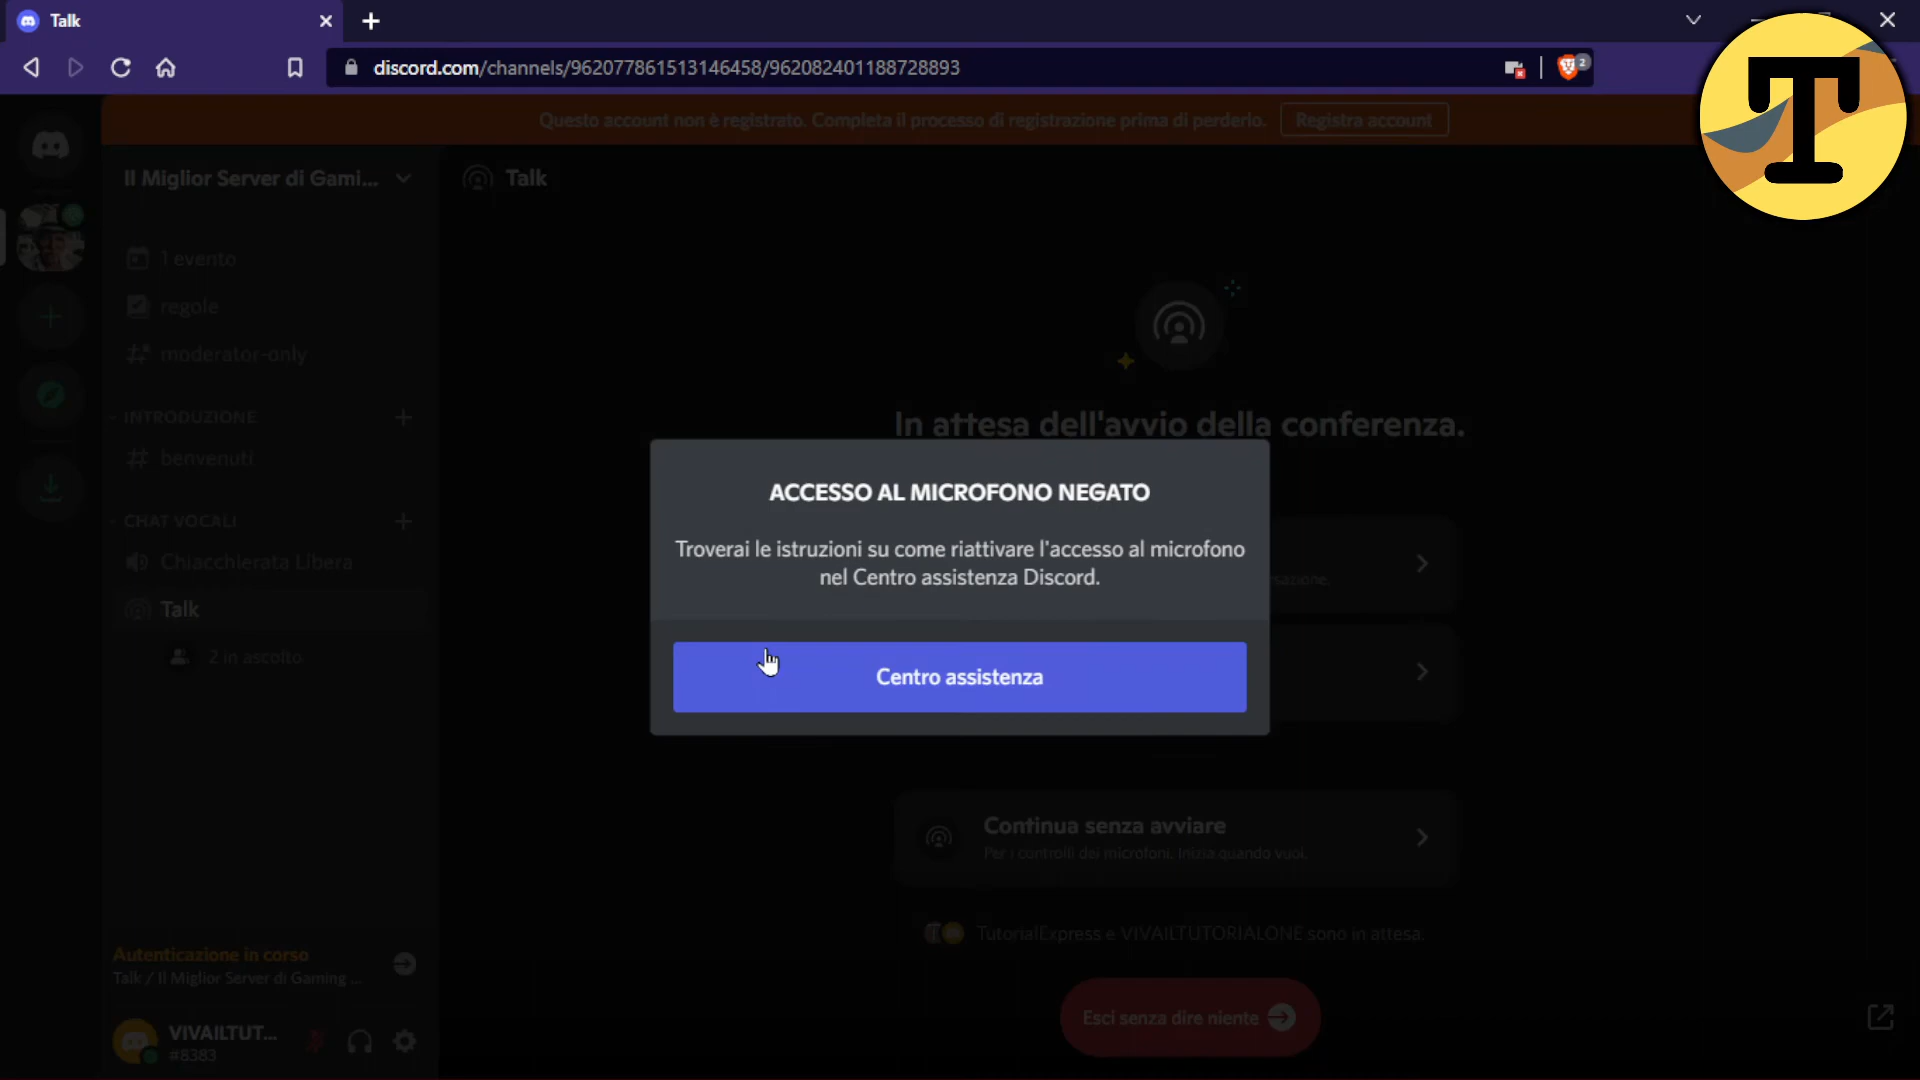 Talk
discord.com/channels/962077861513146458/962082401188728893
2
T
Questo account non è registrato. Completa il processo di registrazione prima di perderlo.
Registra account
Il Miglior Server di Gami...
Talk
1 evento
regole
moderator-only
INTRODUZIONE
benvenuti
CHAT VOCALI
Chiacchierata Libera
Talk
2 in ascolto
In attesa dell'avvio della conferenza.
ACCESSO AL MICROFONO NEGATO
Troverai le istruzioni su come riattivare l'accesso al microfono
nel Centro assistenza Discord.
Centro assistenza
Continua senza avviare
Per i controlli dei microfoni. Inizia quando vuoi.
TutorialExpress e VIVAILTUTORIALONE sono in attesa.
Esci senza dire niente
Autenticazione in corso
Talk / Il Miglior Server di Gaming ...
VIVAILTUT...
#8383